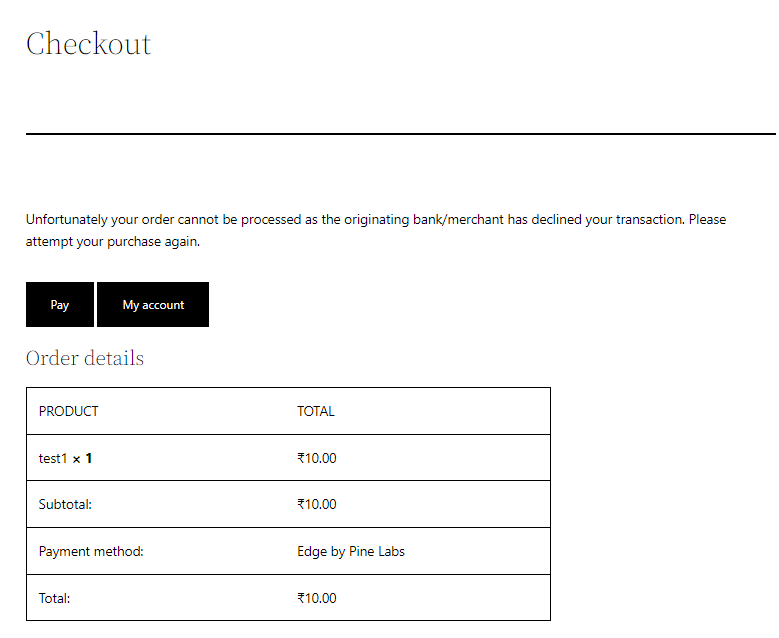 Checkout
Unfortunately your order cannot be processed as the originating bank/merchant has declined your transaction. Please
attempt your purchase again.
Pay My account
Order details
PRODUCT TOTAL
test1 × 1 ₹10.00
Subtotal: ₹10.00
Payment method: Edge by Pine Labs
Total: ₹10.00